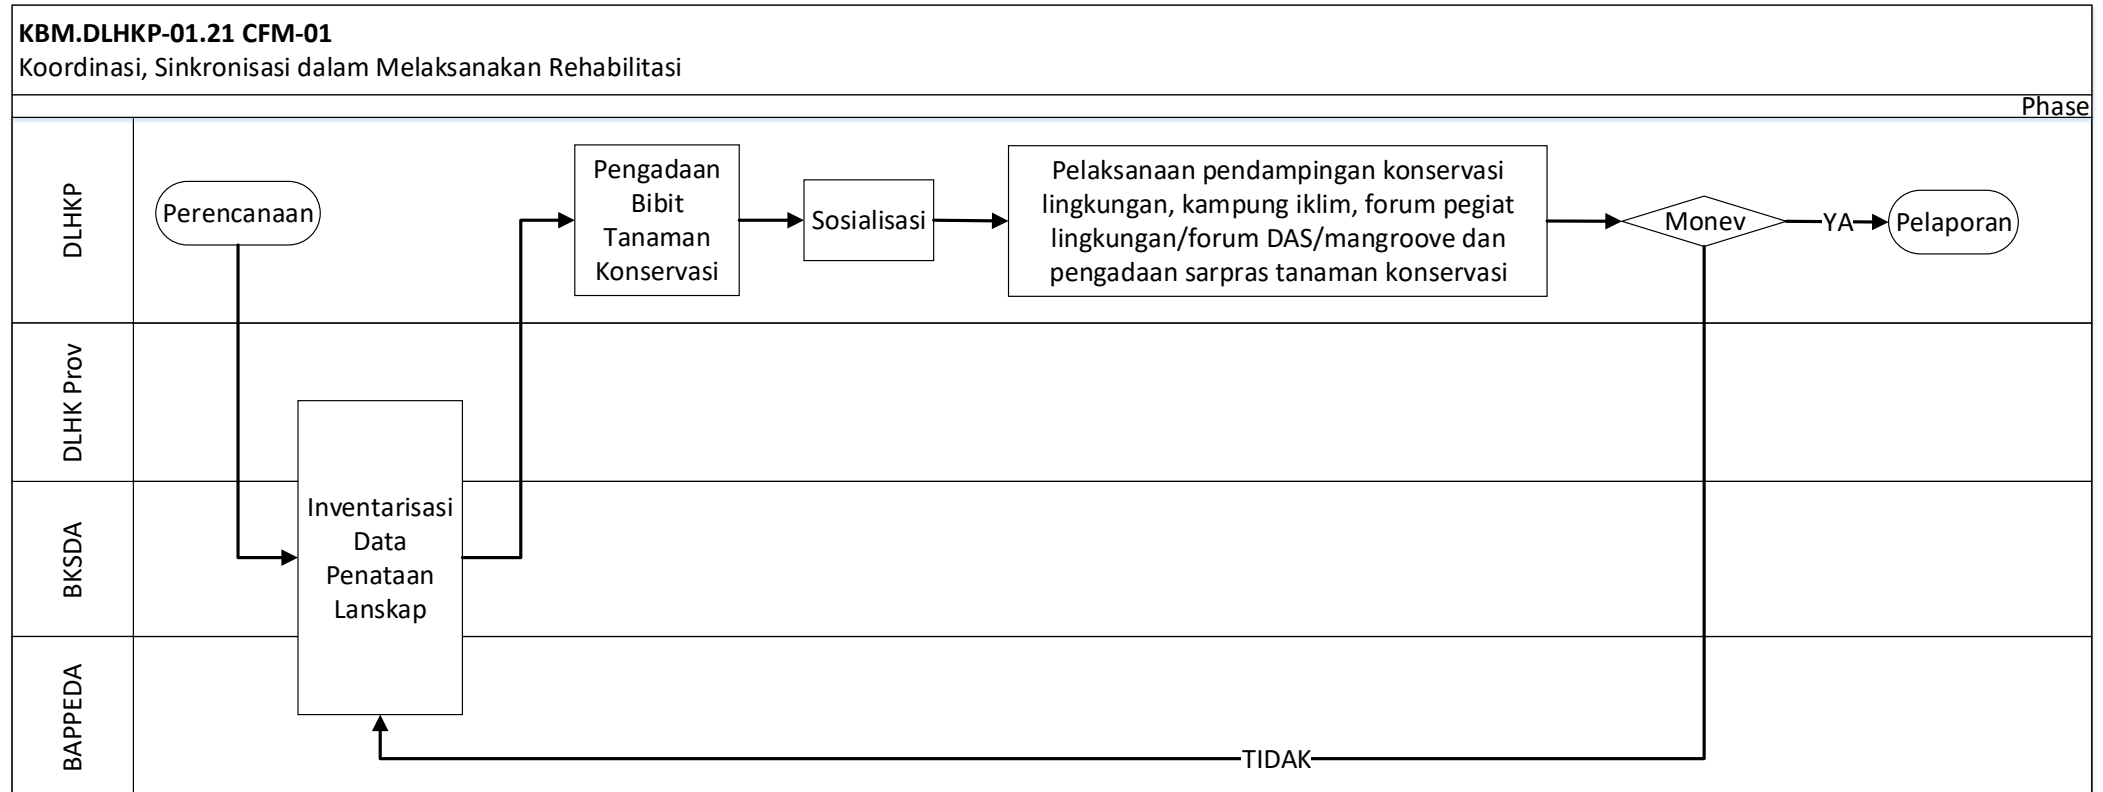 KBM.DLHKP-01.21 CFM-01
Koordinasi, Sinkronisasi dalam Melaksanakan Rehabilitasi
Phase
DLHKP
Perencanaan
Pengadaan
Bibit
Tanaman
Konservasi
Sosialisasi
Pelaksanaan pendampingan konservasi
lingkungan, kampung iklim, forum pegiat
lingkungan/forum DAS/mangroove dan
pengadaan sarpras tanaman konservasi
Monev
YA
Pelaporan
DLHK Prov
BKSDA
Inventarisasi
Data
Penataan
Lanskap
BAPPEDA
TIDAK